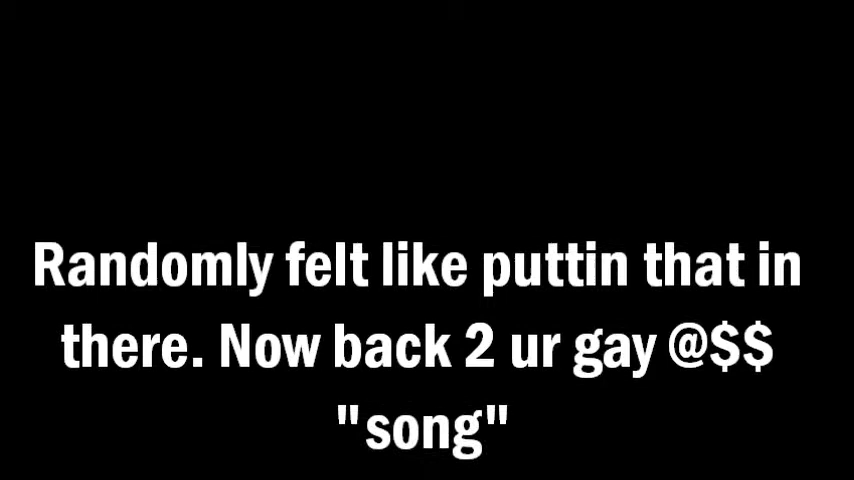 Randomly felt like puttin that in
there. Now back 2 ur gay @$$
"song"